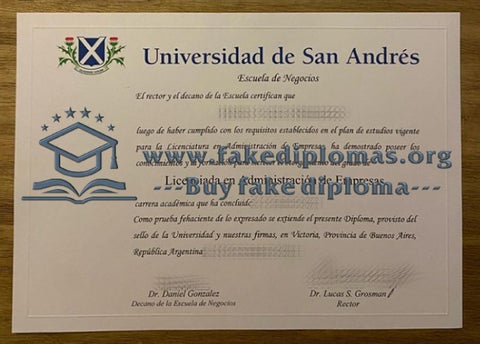 Universidad de San Andrés
Escuela de Negocios
El rector y el decano de la Escuela certifican que
luego de haber cumplido con los requisitos establecidos en el plan de estudios vigente
para la Licenciatura en Administración de Empresas, ha demostrado poseer los
www.fakediplomas.org
Licenciada en Administración de Empresas
---Buy fake diploma---
carrera académica que ha concluido
Como prueba fehaciente de lo expresado se extiende el presente Diploma, provisto del
sello de la Universidad y nuestras firmas, en Victoria, Provincia de Buenos Aires,
República Argentina
Dr. Daniel Gonzalez
Decano de la Escuela de Negocios
Dr. Lucas S. Grosman
Rector